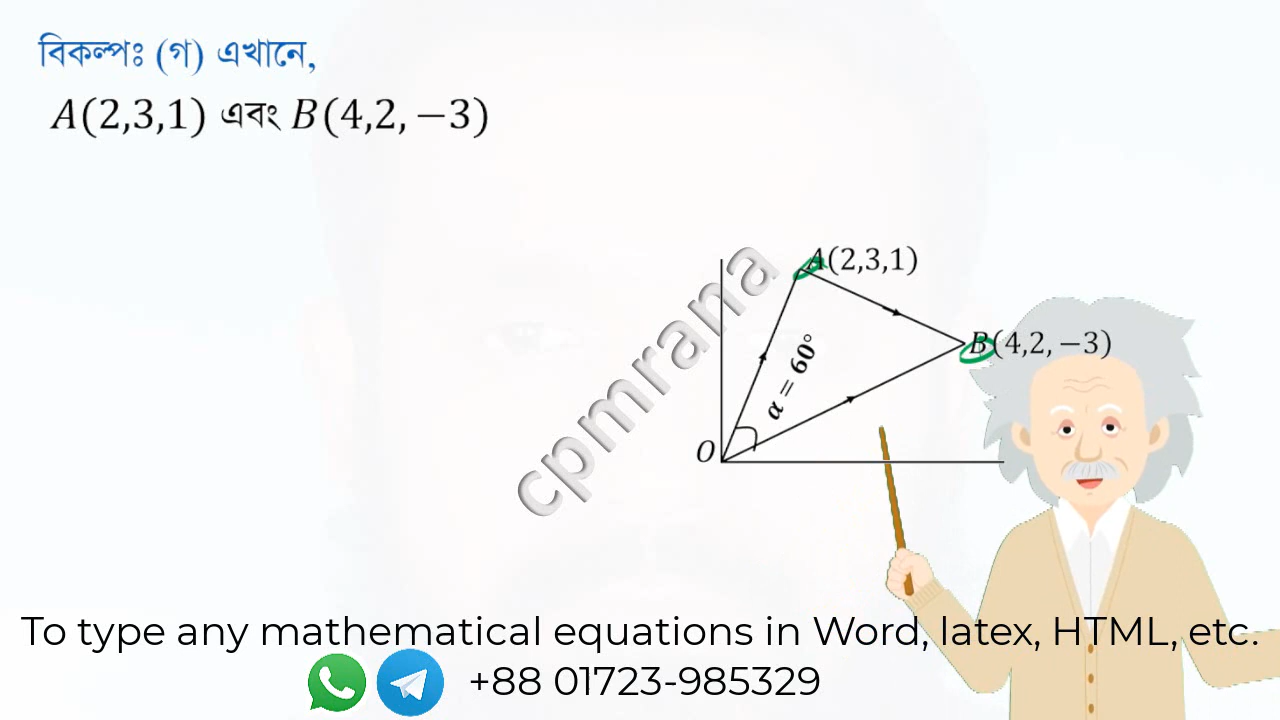 বিকল্পঃ (গ) এখানে,
A(2,3,1) এবং B(4,2,−3)
A(2,3,1)
B(4,2,−3)
α = 60°
O
cpmrana
To type any mathematical equations in Word, latex, HTML, etc.
+88 01723-985329